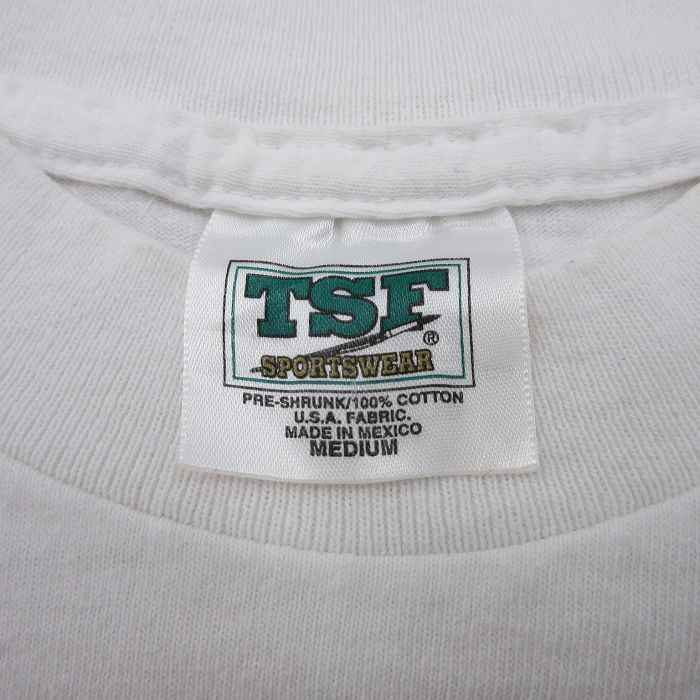 TSF
®
SPORTSWEAR
PRE-SHRUNK/100% COTTON
U.S.A. FABRIC.
MADE IN MEXICO
MEDIUM